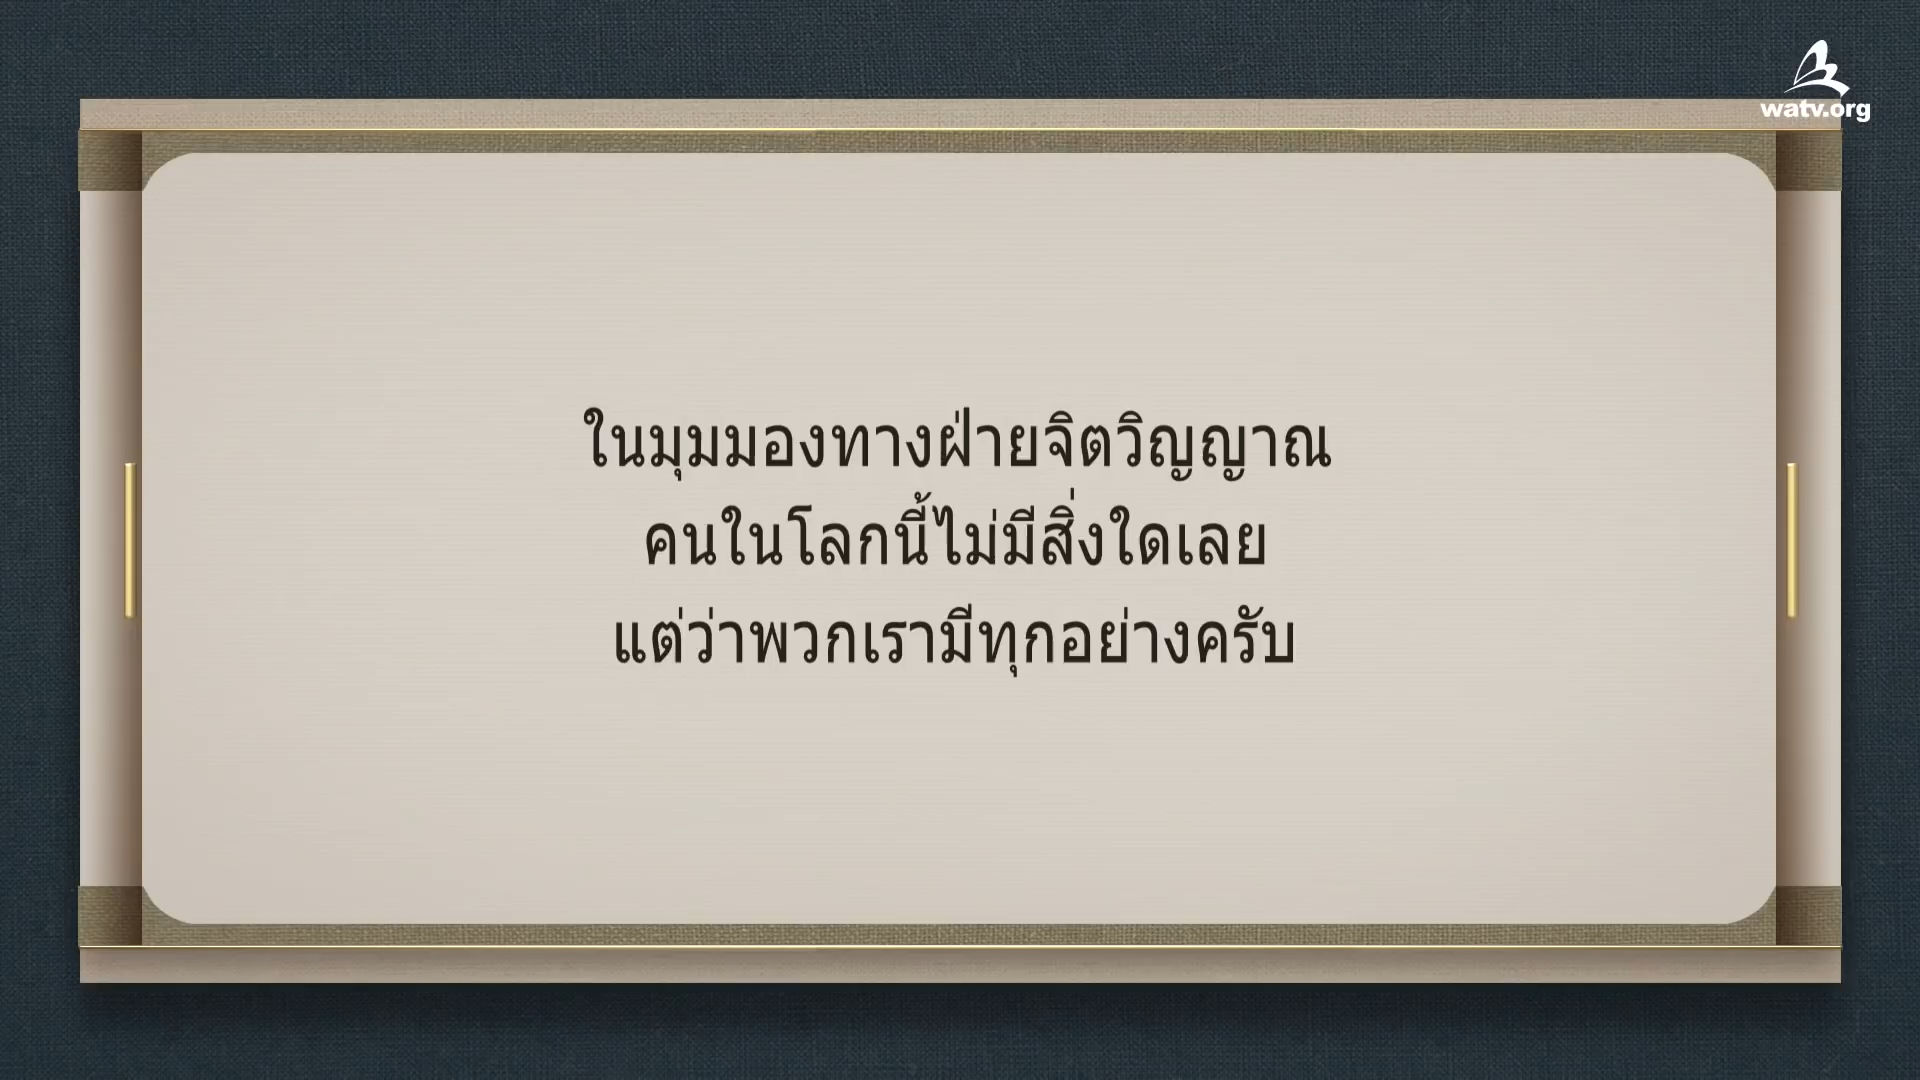 watv.org
ในมุมมองทางฝ่ายจิตวิญญาณ
คนในโลกนี้ไม่มีสิ่งใดเลย
แต่ว่าพวกเรามีทุกอย่างครับ